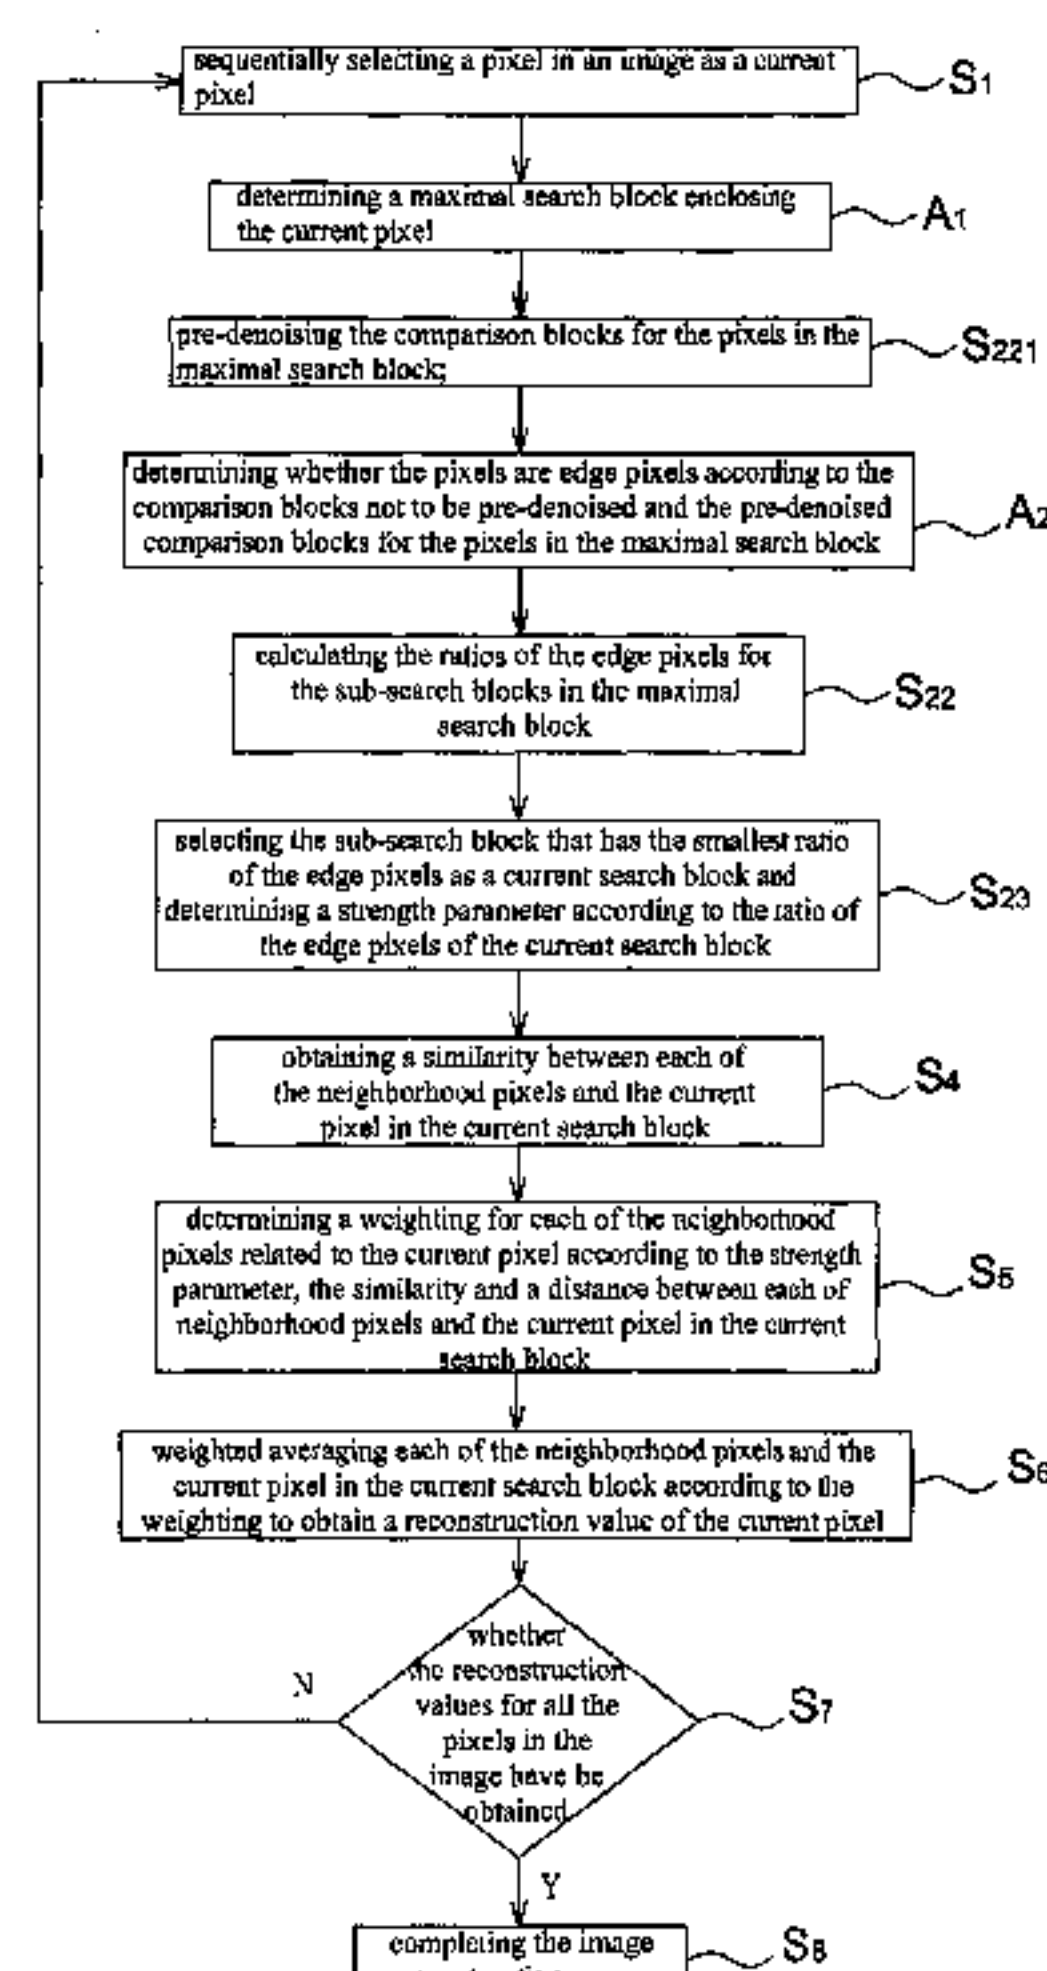 sequentially selecting a pixel in an image as a current
pixel
S1
determining a maximal search block enclosing
the current pixel
A1
pre-denoising the comparison blocks for the pixels in the
maximal search block;
S221
determining whether the pixels are edge pixels according to the
comparison blocks not to be pre-denoised and the pre-denoised
comparison blocks for the pixels in the maximal search block
A2
calculating the ratios of the edge pixels for
the sub-search blocks in the maximal
search block
S22
selecting the sub-search block that has the smallest ratio
of the edge pixels as a current search block and
determining a strength parameter according to the ratio of
the edge pixels of the current search block
S23
obtaining a similarity between each of
the neighborhood pixels and the current
pixel in the current search block
S4
determining a weighting for each of the neighborhood
pixels related to the current pixel according to the strength
parameter, the similarity and a distance between each of
neighborhood pixels and the current pixel in the current
search block
S5
weighted averaging each of the neighborhood pixels and the
current pixel in the current search block according to the
weighting to obtain a reconstruction value of the current pixel
S6
whether
the reconstruction
values for all the
pixels in the
image have be
obtained
N
S7
Y
completing the image
S8